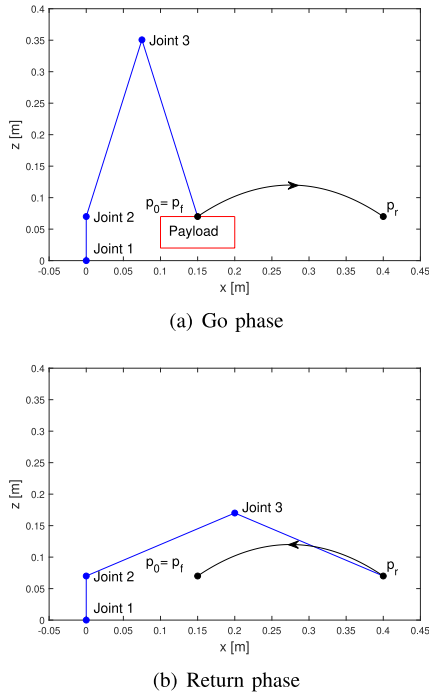 0.4
0.35
0.3
0.25
0.2
0.15
0.1
0.05
0
z [m]
Joint 3
Joint 2
Joint 1
p0= pf
Payload
pr
-0.05 0 0.05 0.1 0.15 0.2 0.25 0.3 0.35 0.4 0.45
x [m]
(a) Go phase
0.4
0.35
0.3
0.25
0.2
0.15
0.1
0.05
0
z [m]
Joint 3
p0= pf
pr
Joint 2
Joint 1
-0.05 0 0.05 0.1 0.15 0.2 0.25 0.3 0.35 0.4 0.45
x [m]
(b) Return phase